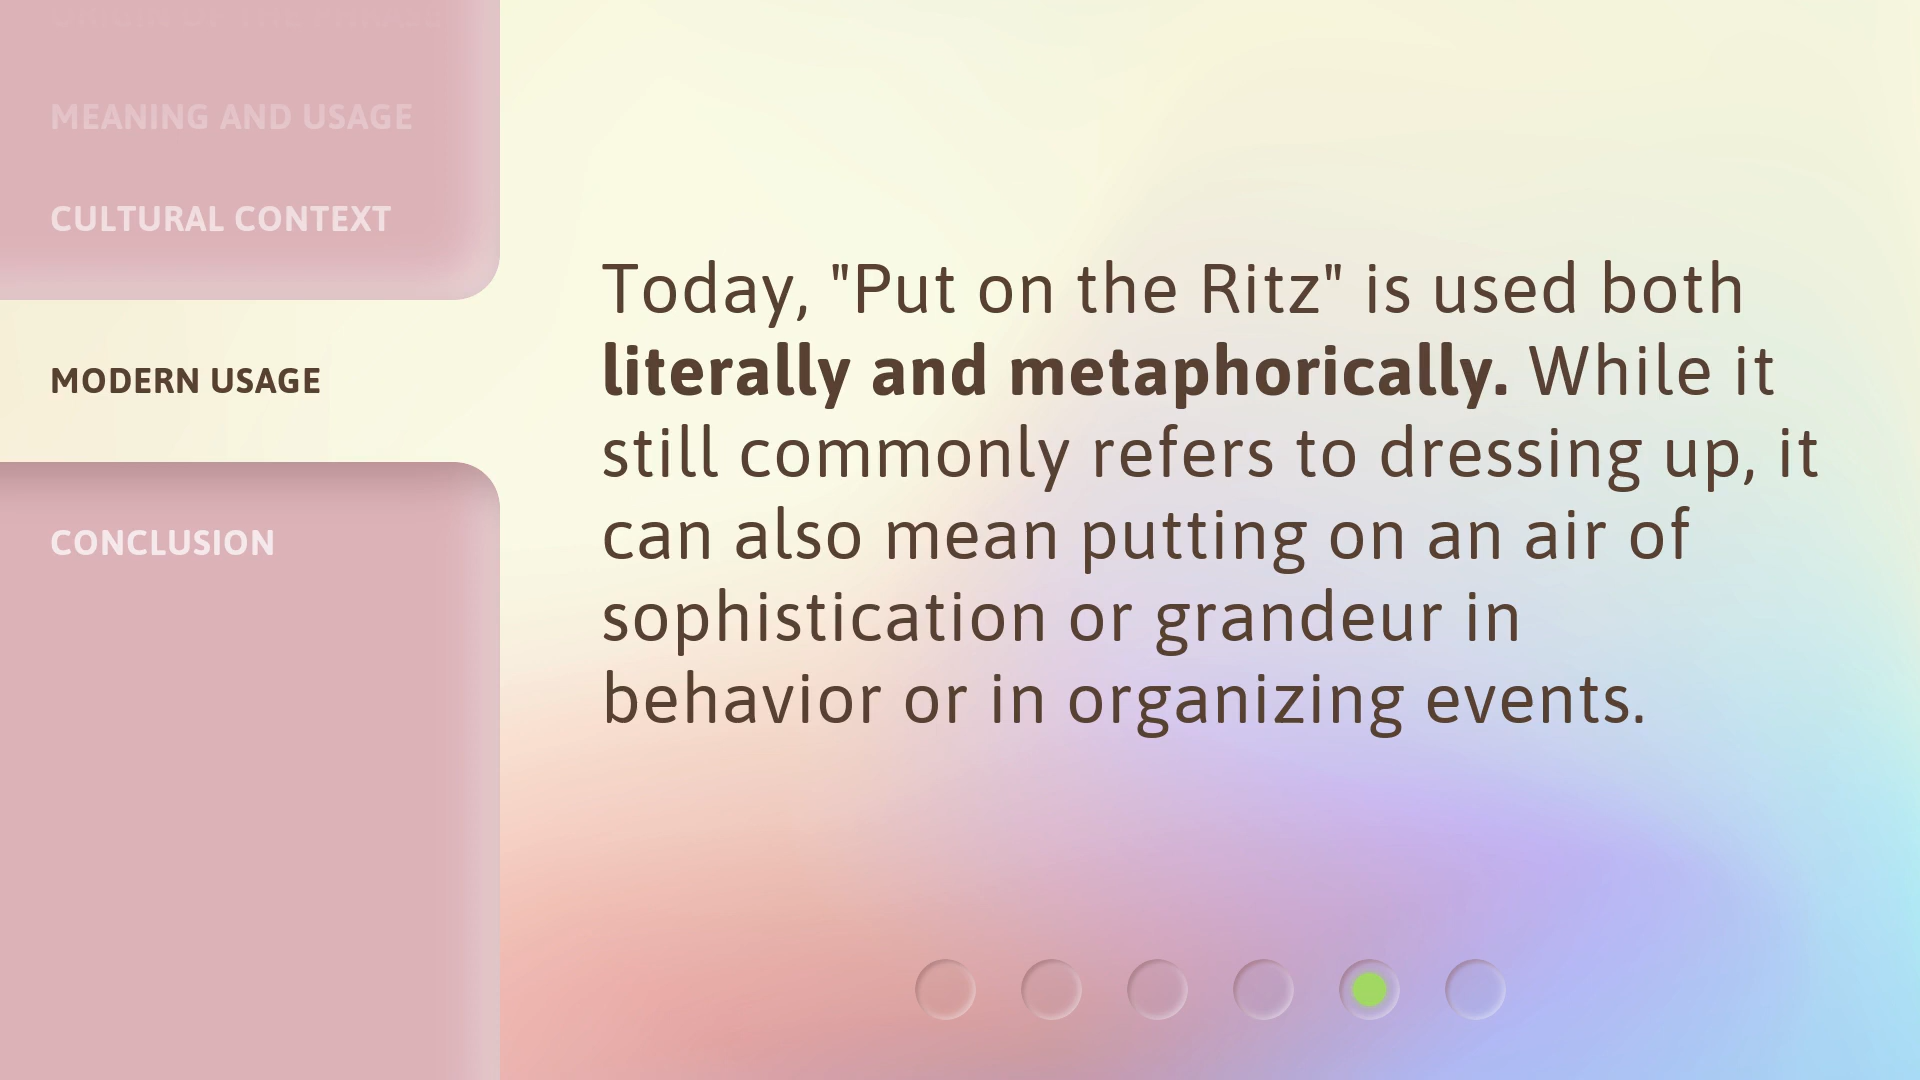 MEANING AND USAGE
CULTURAL CONTEXT
MODERN USAGE
CONCLUSION
Today, "Put on the Ritz" is used both
literally and metaphorically. While it
still commonly refers to dressing up, it
can also mean putting on an air of
sophistication or grandeur in
behavior or in organizing events.